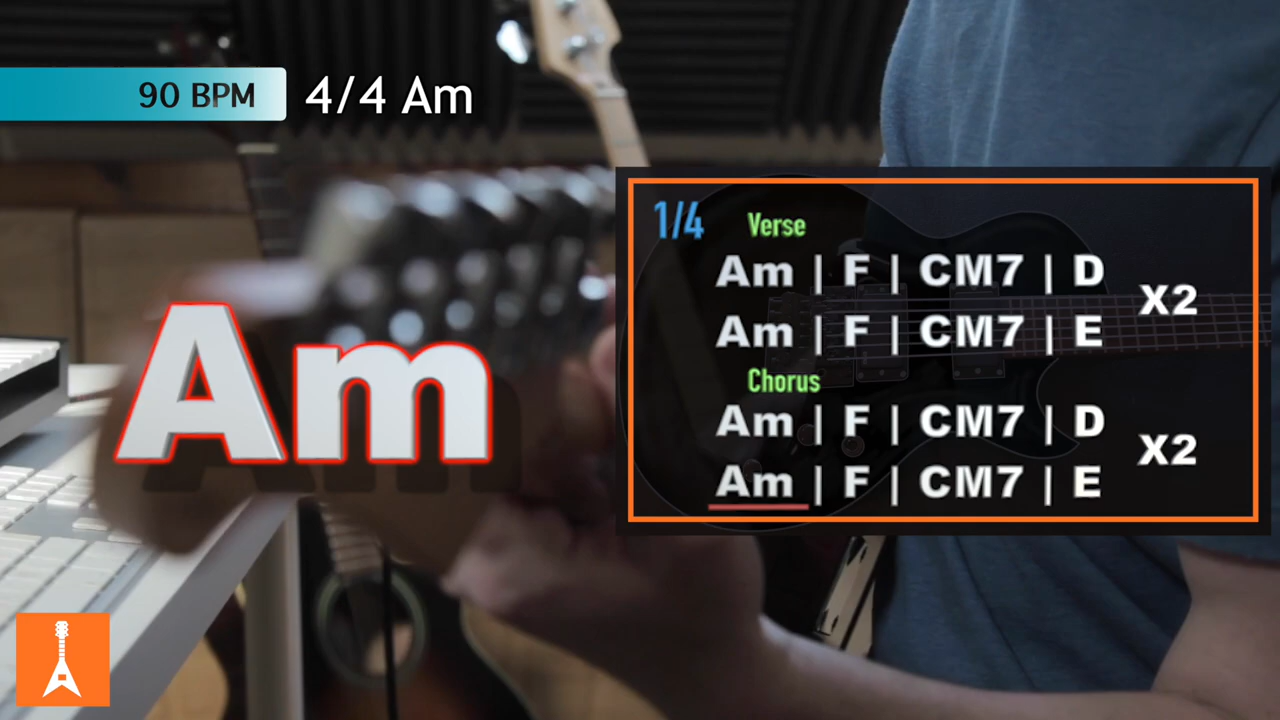 90 BPM 4/4 Am
Am
1/4 Verse
Am | F | CM7 | D
X2
Am | F | CM7 | E
Chorus
Am | F | CM7 | D
X2
Am | F | CM7 | E